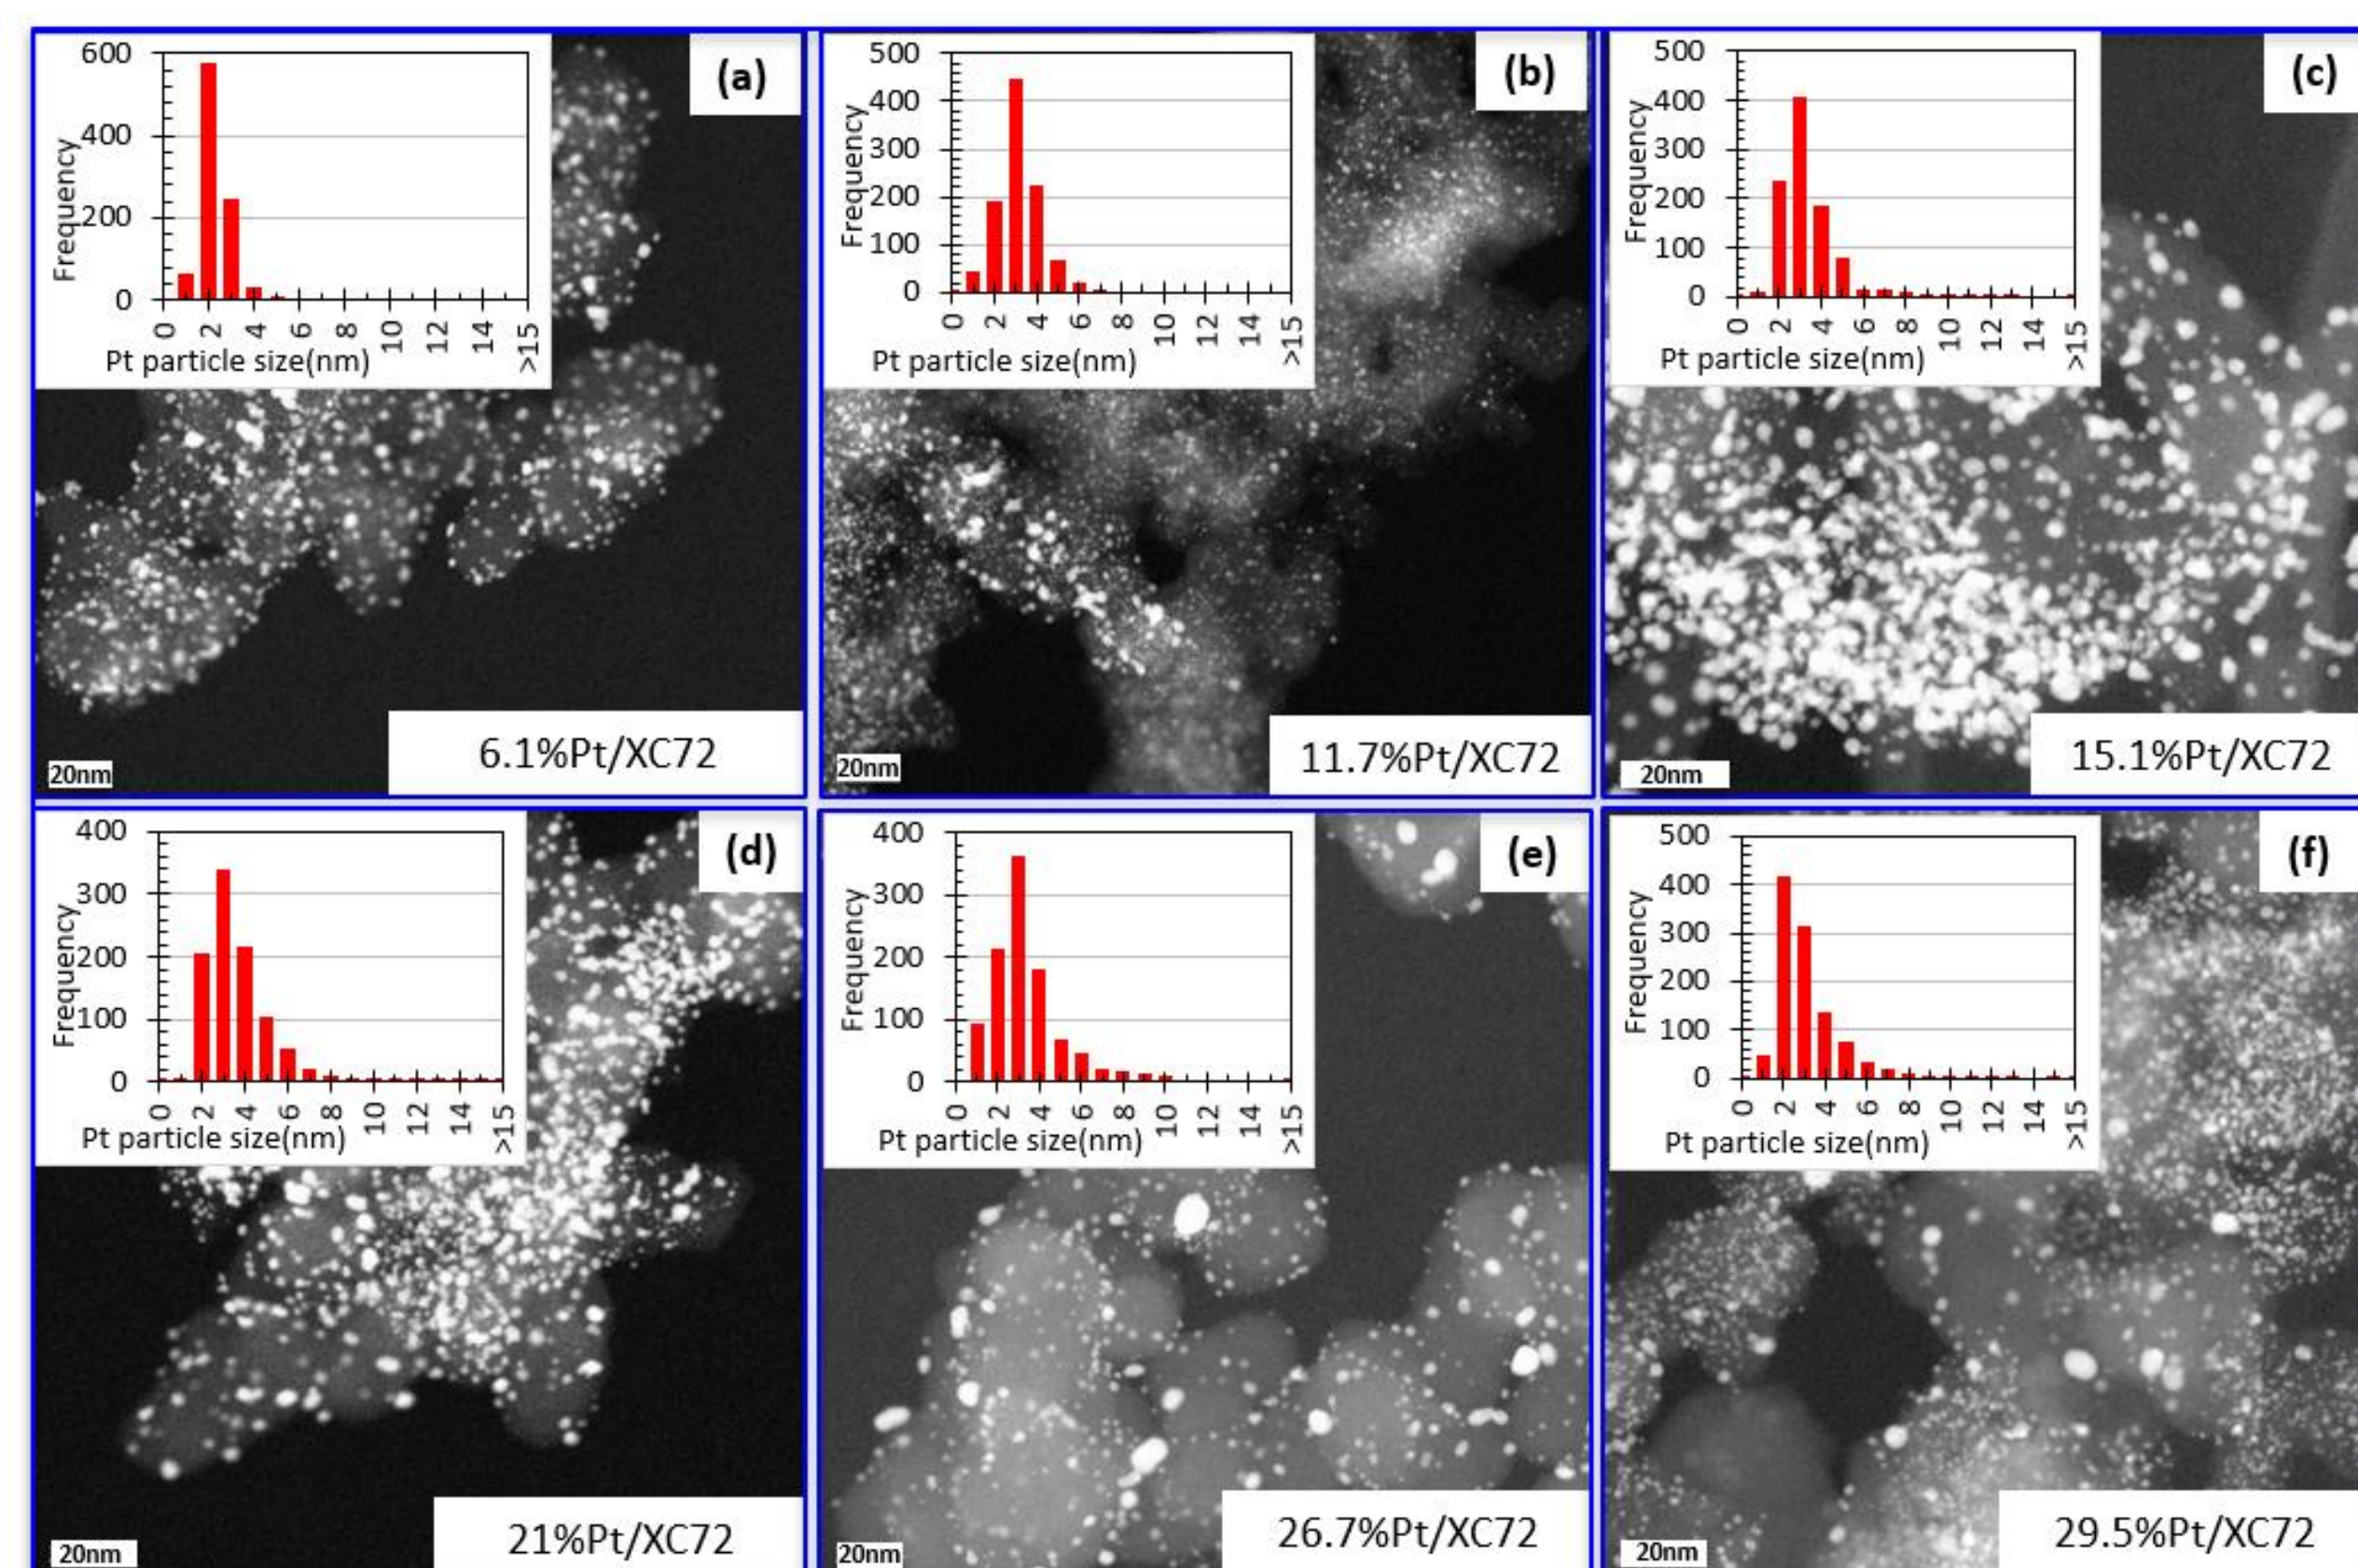 (a)
600
400
200
0
Frequency
0 2 4 6 8 10 12 14 >15
Pt particle size(nm)
20nm
6.1%Pt/XC72
(b)
500
400
300
200
100
0
Frequency
0 2 4 6 8 10 12 14 >15
Pt particle size(nm)
20nm
11.7%Pt/XC72
(c)
500
400
300
200
100
0
Frequency
0 2 4 6 8 10 12 14 >15
Pt particle size(nm)
20nm
15.1%Pt/XC72
(d)
400
300
200
100
0
Frequency
0 2 4 6 8 10 12 14 >15
Pt particle size(nm)
20nm
21%Pt/XC72
(e)
400
300
200
100
0
Frequency
0 2 4 6 8 10 12 14 >15
Pt particle size(nm)
20nm
26.7%Pt/XC72
(f)
500
400
300
200
100
0
Frequency
0 2 4 6 8 10 12 14 >15
Pt particle size(nm)
20nm
29.5%Pt/XC72